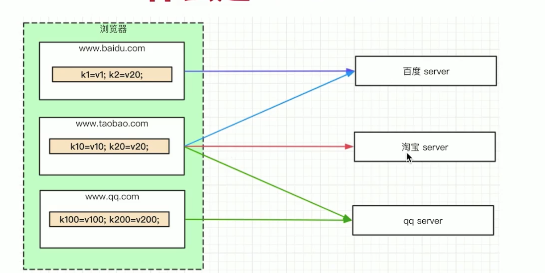 浏览器
www.baidu.com
k1=v1; k2=v20;
百度 server
www.taobao.com
k10=v10; k20=v20;
淘宝 server
www.qq.com
k100=v100; k200=v200;
qq server